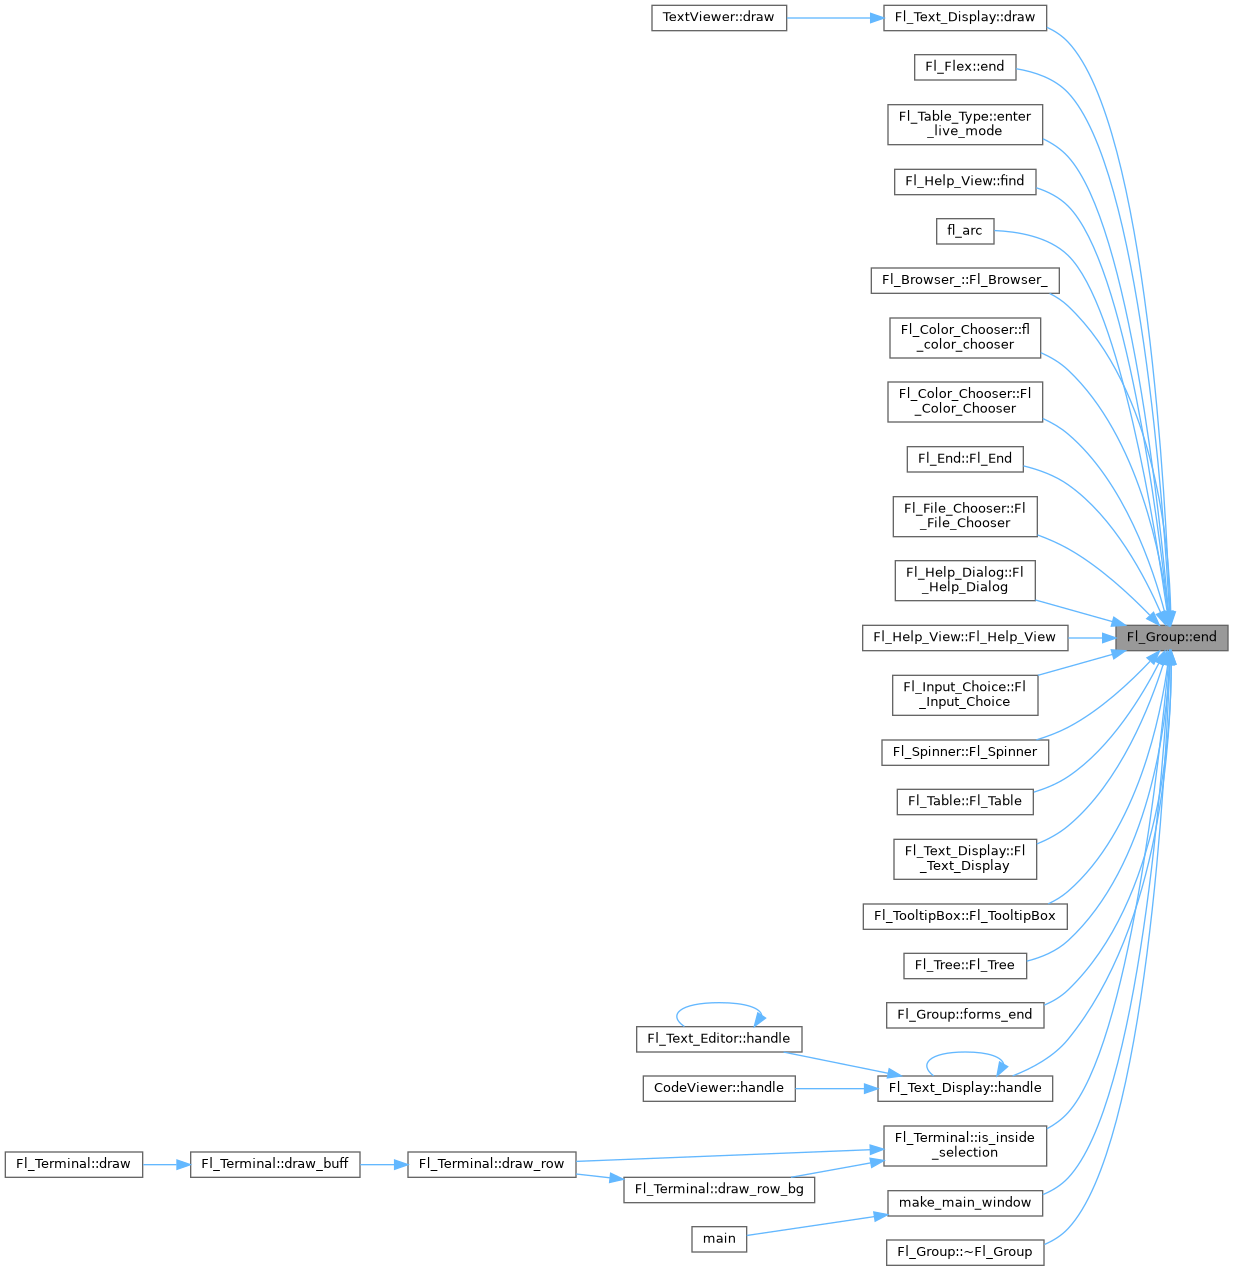 TextViewer::draw
Fl_Text_Display::draw
Fl_Flex::end
Fl_Table_Type::enter
_live_mode
Fl_Help_View::find
fl_arc
Fl_Browser_::Fl_Browser_
Fl_Color_Chooser::fl
_color_chooser
Fl_Color_Chooser::Fl
_Color_Chooser
Fl_End::Fl_End
Fl_File_Chooser::Fl
_File_Chooser
Fl_Help_Dialog::Fl
_Help_Dialog
Fl_Help_View::Fl_Help_View
Fl_Group::end
Fl_Input_Choice::Fl
_Input_Choice
Fl_Spinner::Fl_Spinner
Fl_Table::Fl_Table
Fl_Text_Display::Fl
_Text_Display
Fl_TooltipBox::Fl_TooltipBox
Fl_Tree::Fl_Tree
Fl_Group::forms_end
Fl_Text_Editor::handle
CodeViewer::handle
Fl_Text_Display::handle
Fl_Terminal::is_inside
_selection
Fl_Terminal::draw
Fl_Terminal::draw_buff
Fl_Terminal::draw_row
Fl_Terminal::draw_row_bg
make_main_window
main
Fl_Group::~Fl_Group